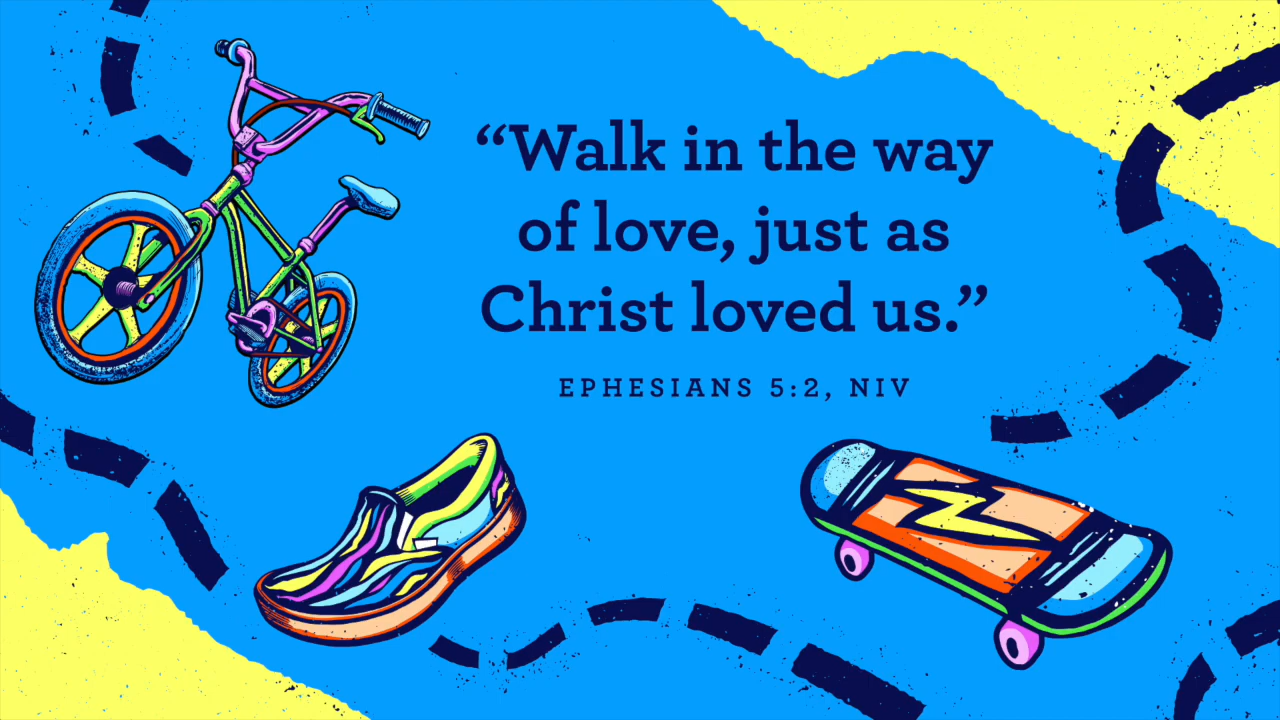 “Walk in the way
of love, just as
Christ loved us.”
EPHESIANS 5:2, NIV